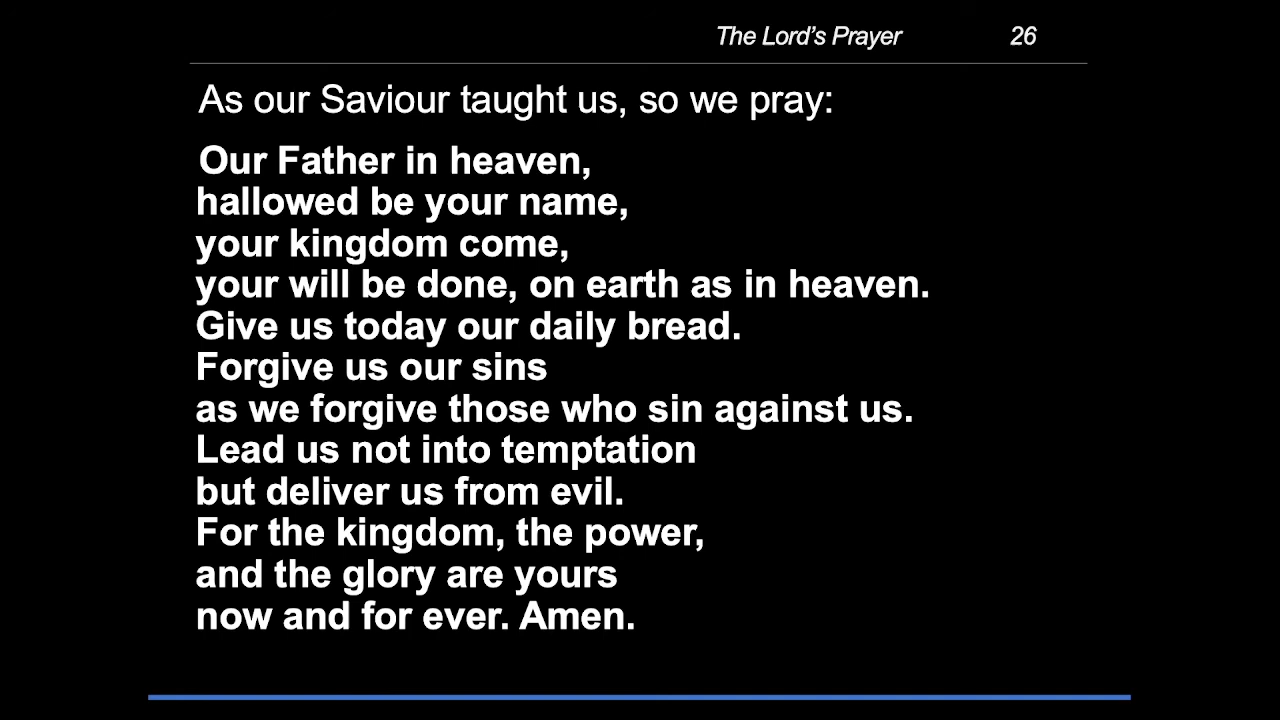 The Lord's Prayer 26
As our Saviour taught us, so we pray:
Our Father in heaven,
hallowed be your name,
your kingdom come,
your will be done, on earth as in heaven.
Give us today our daily bread.
Forgive us our sins
as we forgive those who sin against us.
Lead us not into temptation
but deliver us from evil.
For the kingdom, the power,
and the glory are yours
now and for ever. Amen.